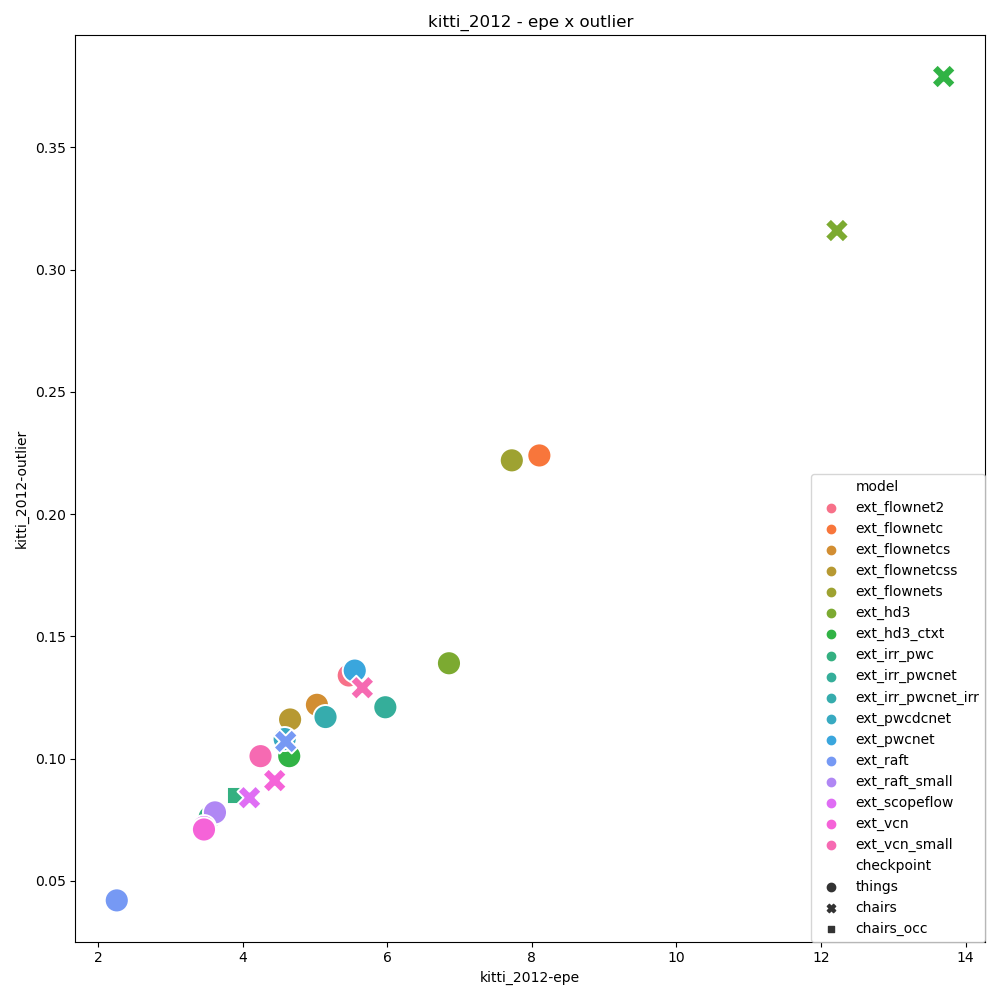 kitti_2012 - epe x outlier
0.35
0.30
0.25
0.20
0.15
0.10
0.05
kitti_2012-outlier
model
ext_flownet2
ext_flownetc
ext_flownetcs
ext_flownetcss
ext_flownets
ext_hd3
ext_hd3_ctxt
ext_irr_pwc
ext_irr_pwcnet
ext_irr_pwcnet_irr
ext_pwcdcnet
ext_pwcnet
ext_raft
ext_raft_small
ext_scopeflow
ext_vcn
ext_vcn_small
checkpoint
things
chairs
chairs_occ
2 4 6 8 10 12 14
kitti_2012-epe